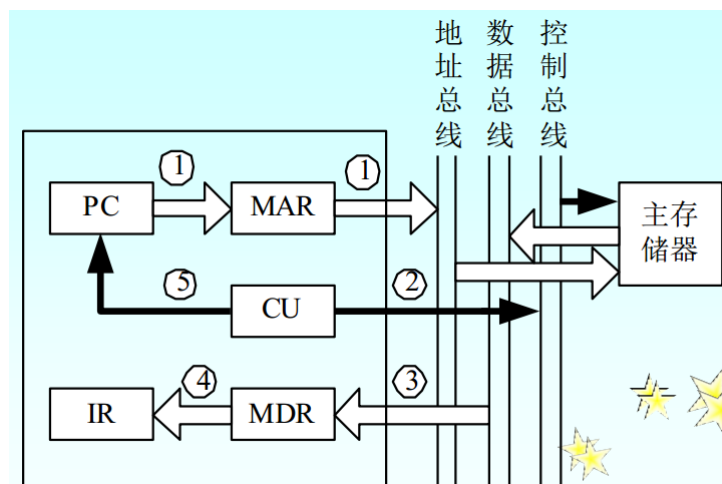 地址总线
数据总线
控制总线
① ①
PC
MAR
主存
储器
⑤ ②
CU
④ ③
IR
MDR